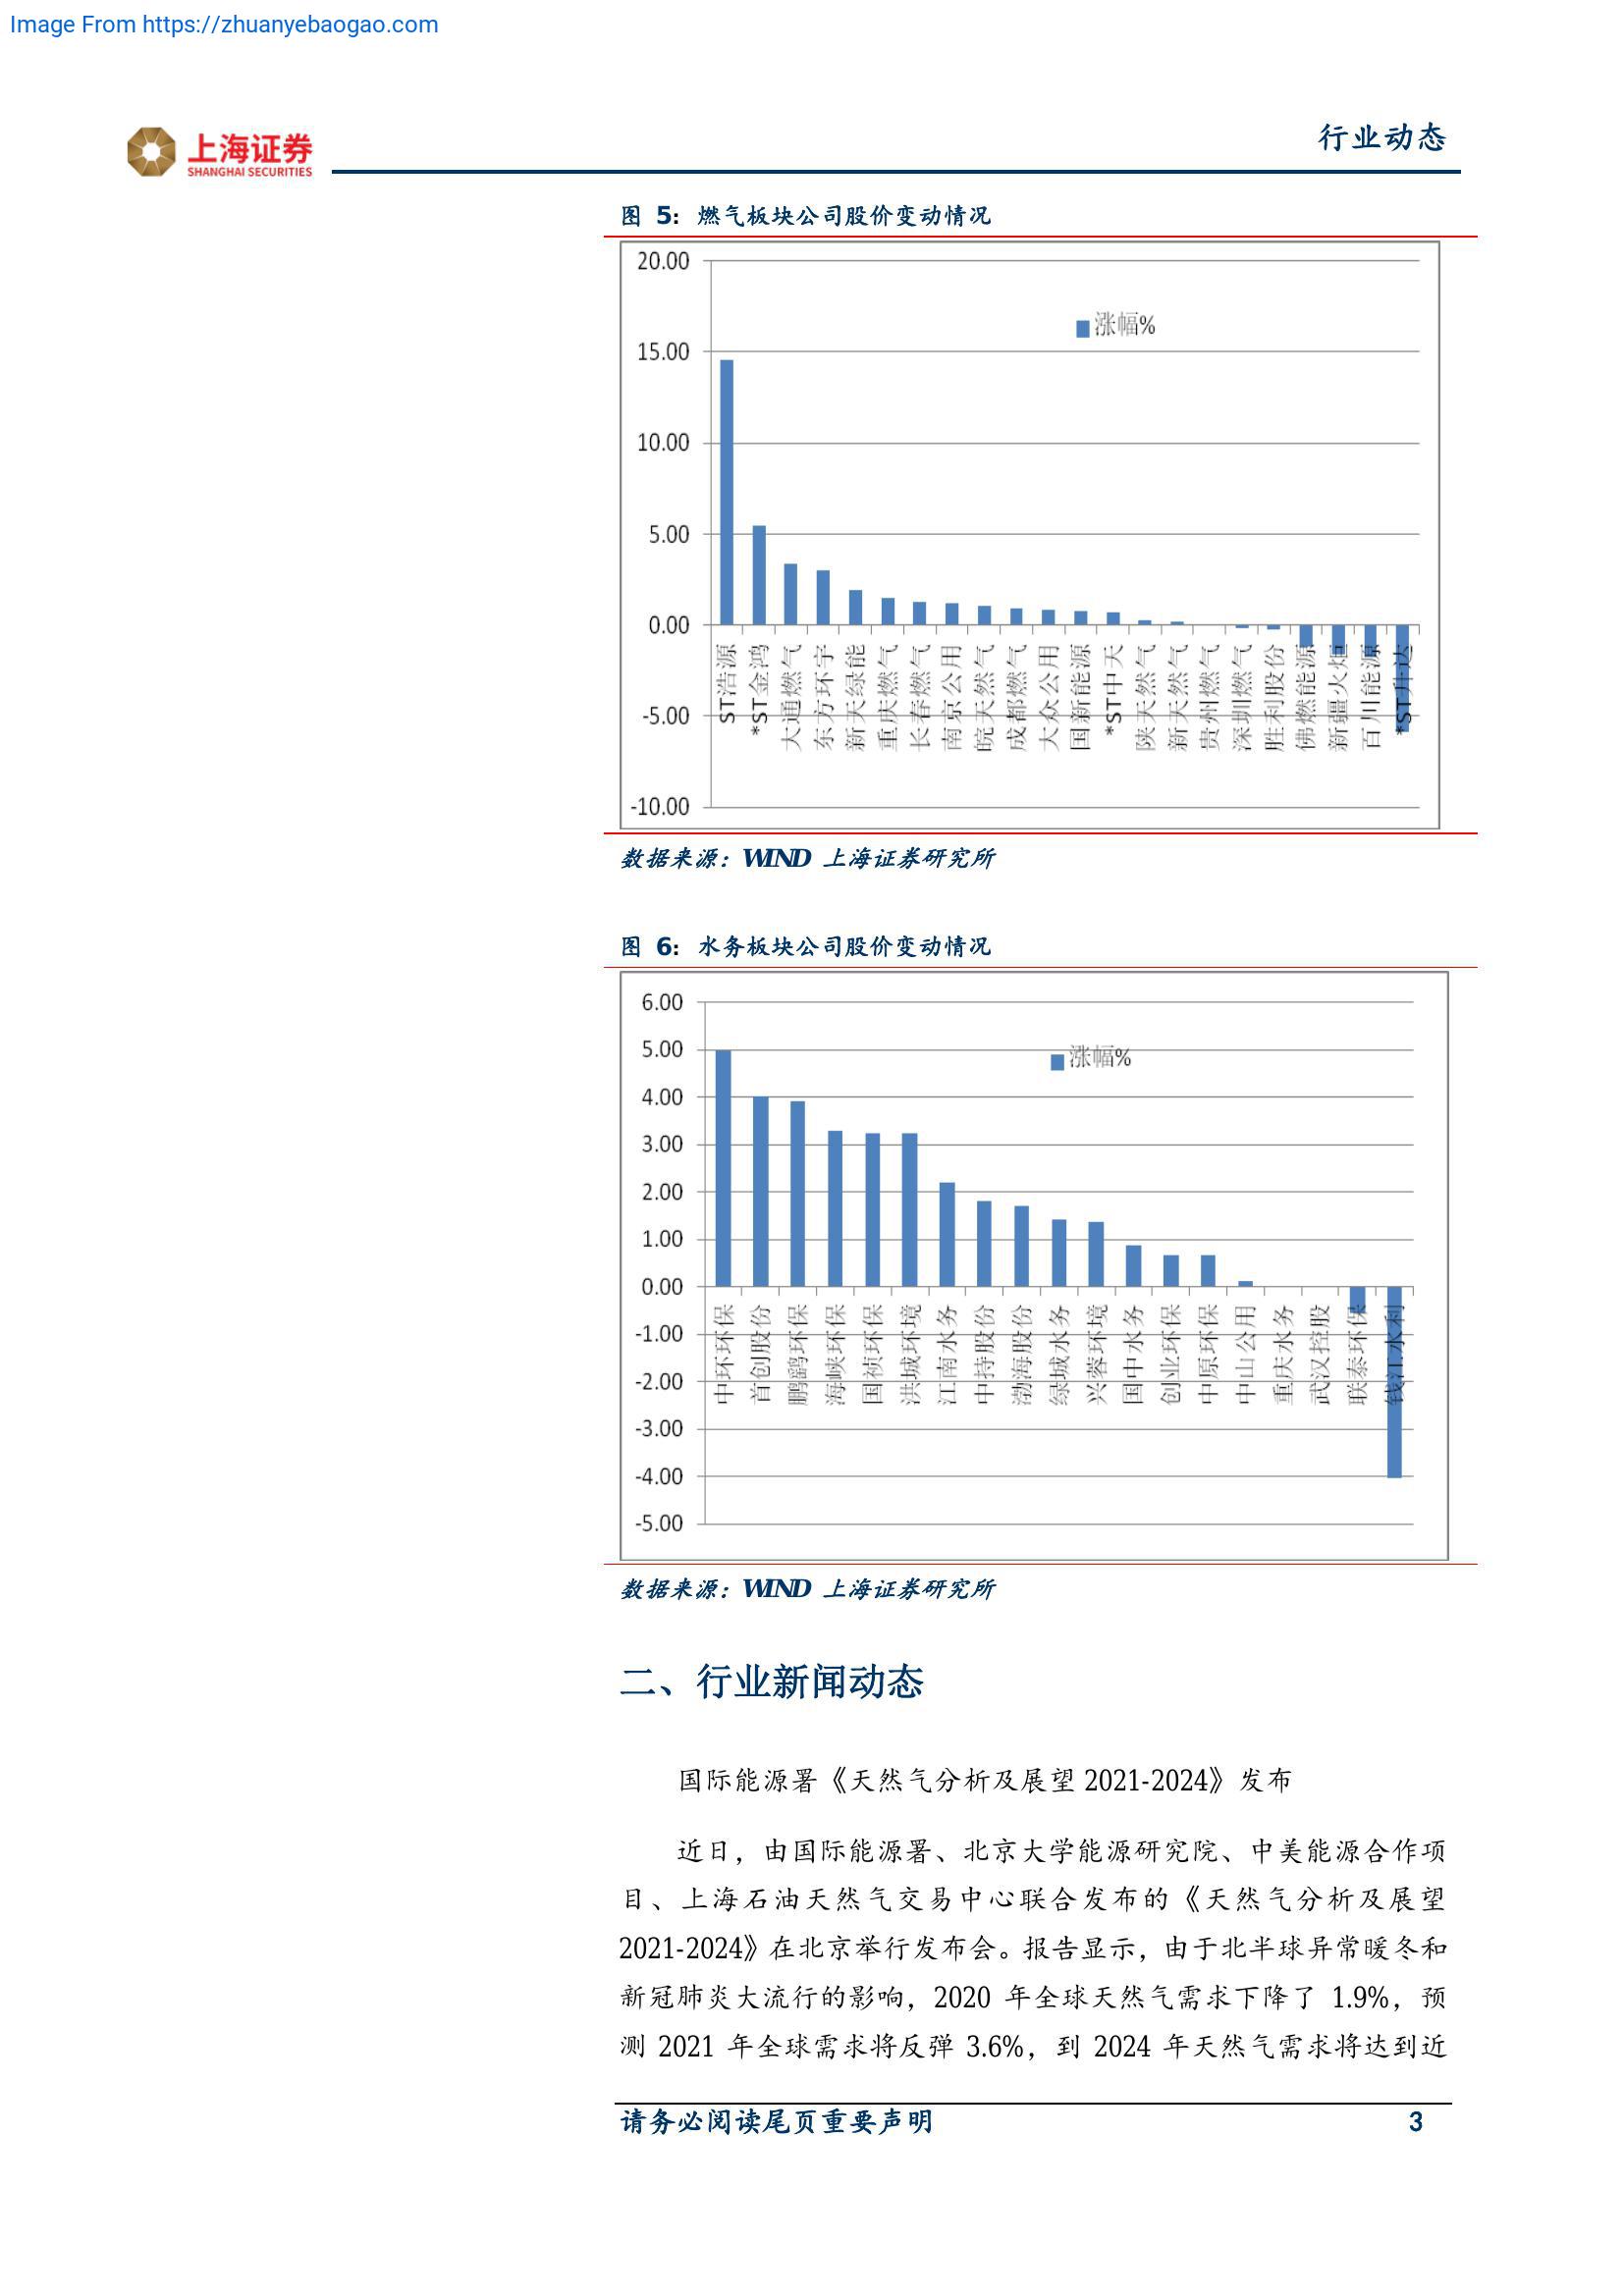 Image From https://zhuanyebaogao.com
上海证券
SHANGHAI SECURITIES
行业动态
图 5: 燃气板块公司股价变动情况
20.00
涨幅%
15.00
10.00
5.00
0.00
-5.00
-10.00
ST浩源
*ST金鸿
大通燃气
东方环宇
新天绿能
重庆燃气
长春燃气
南京公用
皖天然气
成都燃气
大众公用
国新能源
*ST中天
陕天然气
新天然气
贵州燃气
深圳燃气
胜利股份
佛燃能源
新疆火炬
百川能源
*ST升达
数据来源: WIND 上海证券研究所
图 6: 水务板块公司股价变动情况
6.00
5.00
涨幅%
4.00
3.00
2.00
1.00
0.00
-1.00
-2.00
-3.00
-4.00
-5.00
中环环保
首创股份
鹏鹞环保
海峡环保
国祯环保
洪城环境
江南水务
中持股份
渤海股份
绿城水务
兴蓉环境
国中水务
创业环保
中原环保
中山公用
重庆水务
武汉控股
联泰环保
钱江水利
数据来源: WIND 上海证券研究所
二、行业新闻动态
国际能源署《天然气分析及展望 2021-2024》发布
近日，由国际能源署、北京大学能源研究院、中美能源合作项
目、上海石油天然气交易中心联合发布的《天然气分析及展望
2021-2024》在北京举行发布会。报告显示，由于北半球异常暖冬和
新冠肺炎大流行的影响，2020 年全球天然气需求下降了 1.9%，预
测 2021 年全球需求将反弹 3.6%，到 2024 年天然气需求将达到近
请务必阅读尾页重要声明
3